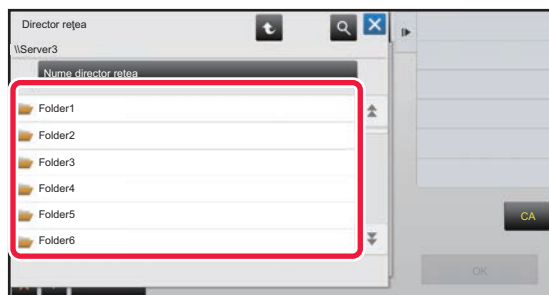 Director rețea
\\Server3
Nume director rețea
Folder1
Folder2
Folder3
Folder4
Folder5
Folder6
CA
OK